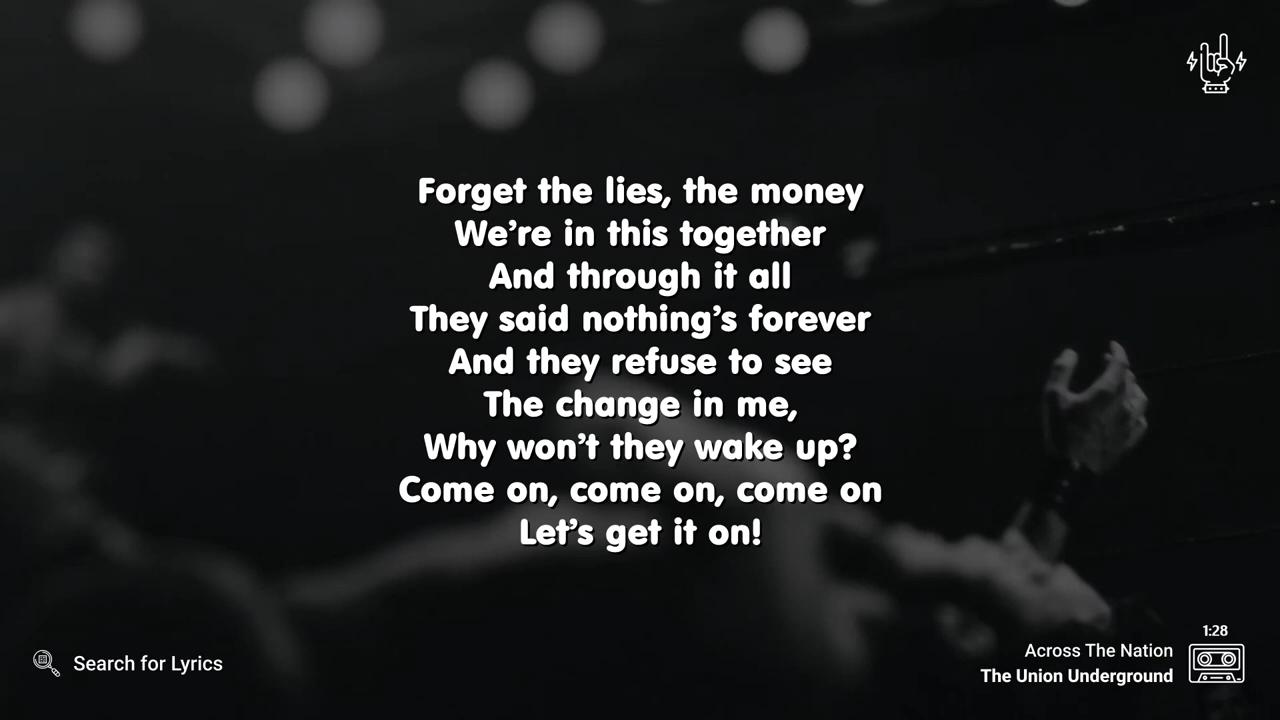 Forget the lies, the money
We’re in this together
And through it all
They said nothing’s forever
And they refuse to see
The change in me,
Why won’t they wake up?
Come on, come on, come on
Let’s get it on!
Search for Lyrics
1:28
Across The Nation
The Union Underground